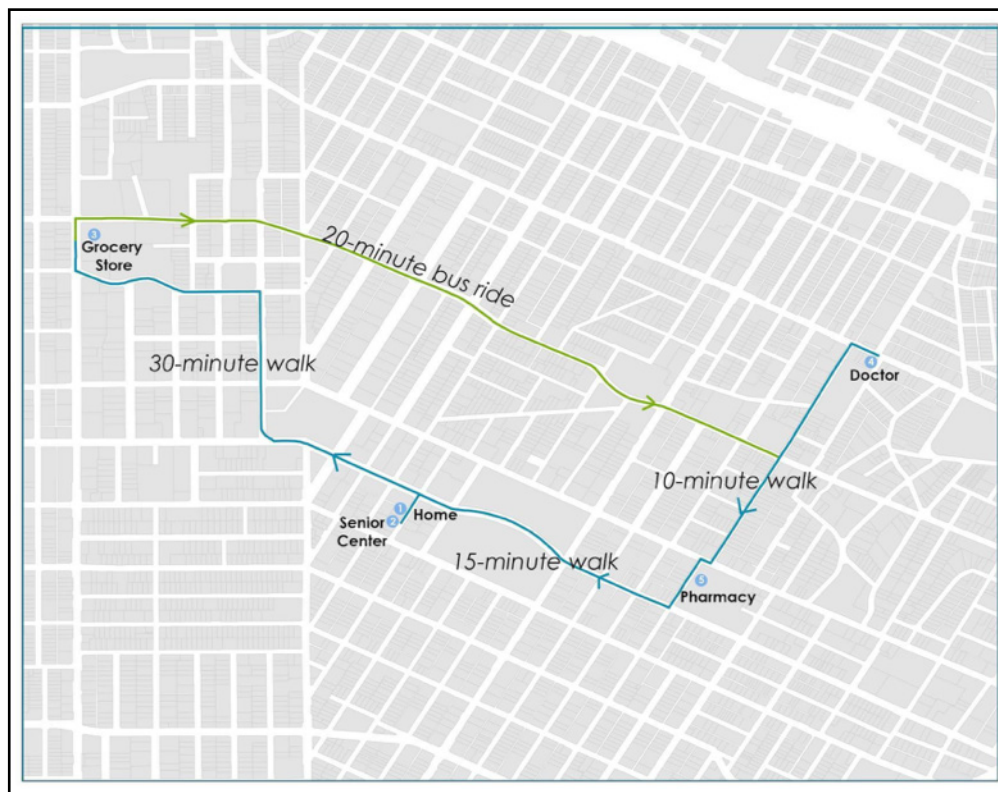 3
Grocery
Store
20-minute bus ride
30-minute walk
4
Doctor
10-minute walk
1
Home
Senior
2
Center
15-minute walk
5
Pharmacy